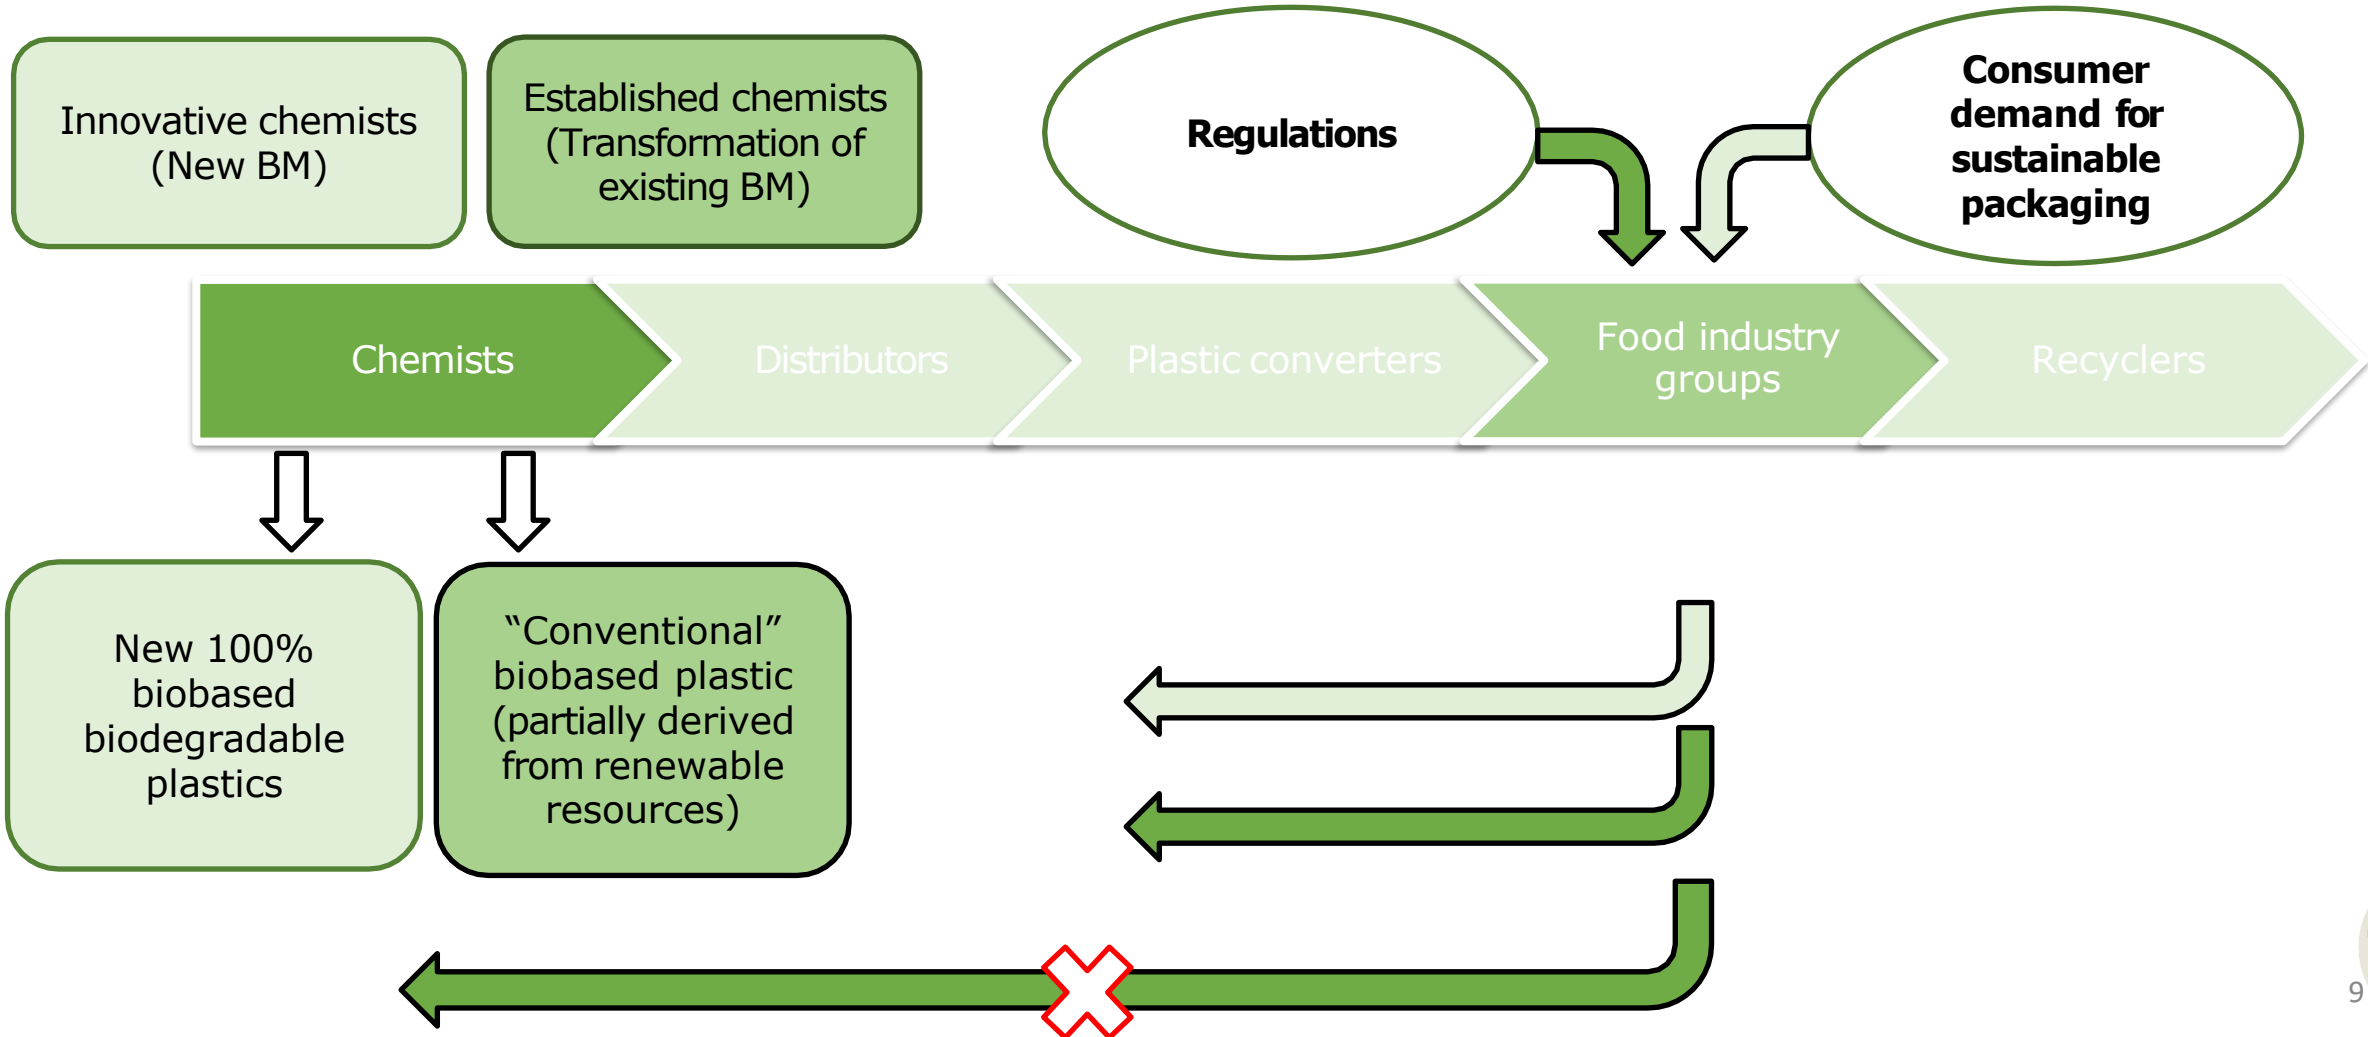 Innovative chemists
(New BM)
Established chemists
(Transformation of
existing BM)
Regulations
Consumer
demand for
sustainable
packaging
Chemists
Distributors
Plastic converters
Food industry
groups
Recyclers
New 100%
biobased
biodegradable
plastics
“Conventional”
biobased plastic
(partially derived
from renewable
resources)
9